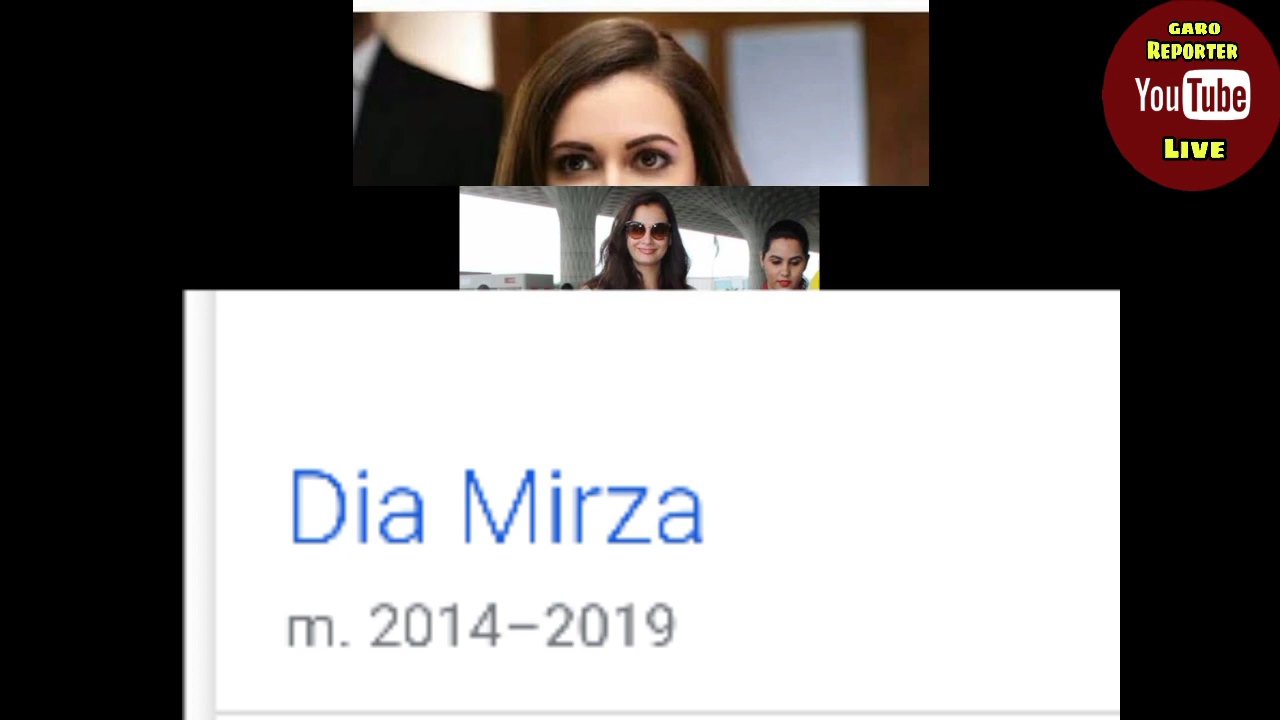 GARO
REPORTER
YouTube
LIVE
Dia Mirza
m. 2014–2019